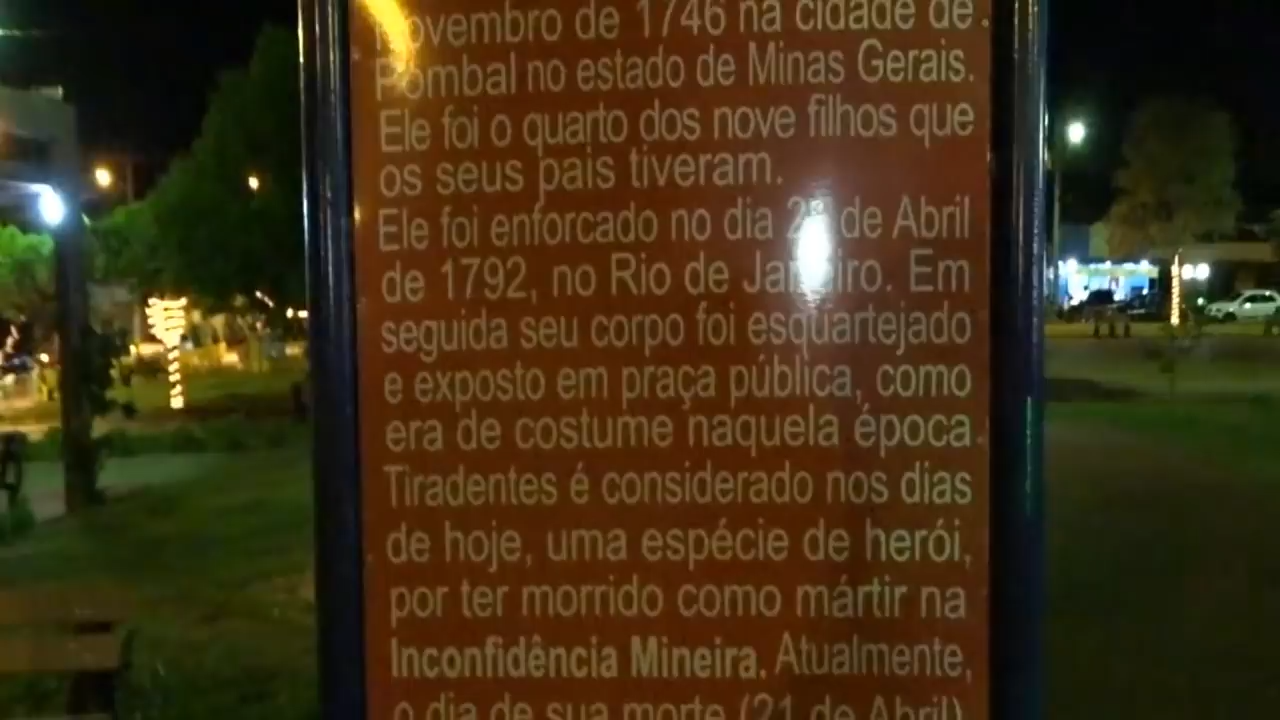 Novembro de 1746 na cidade de
Pombal no estado de Minas Gerais.
Ele foi o quarto dos nove filhos que
os seus pais tiveram.
Ele foi enforcado no dia de Abril
de 1792, no Rio de Janeiro. Em
seguida seu corpo foi esquartejado
e exposto em praça pública, como
era de costume naquela época.
Tiradentes é considerado nos dias
de hoje, uma espécie de herói,
por ter morrido como mártir na
Inconfidência Mineira. Atualmente,
o dia de sua morte (21 de Abril)